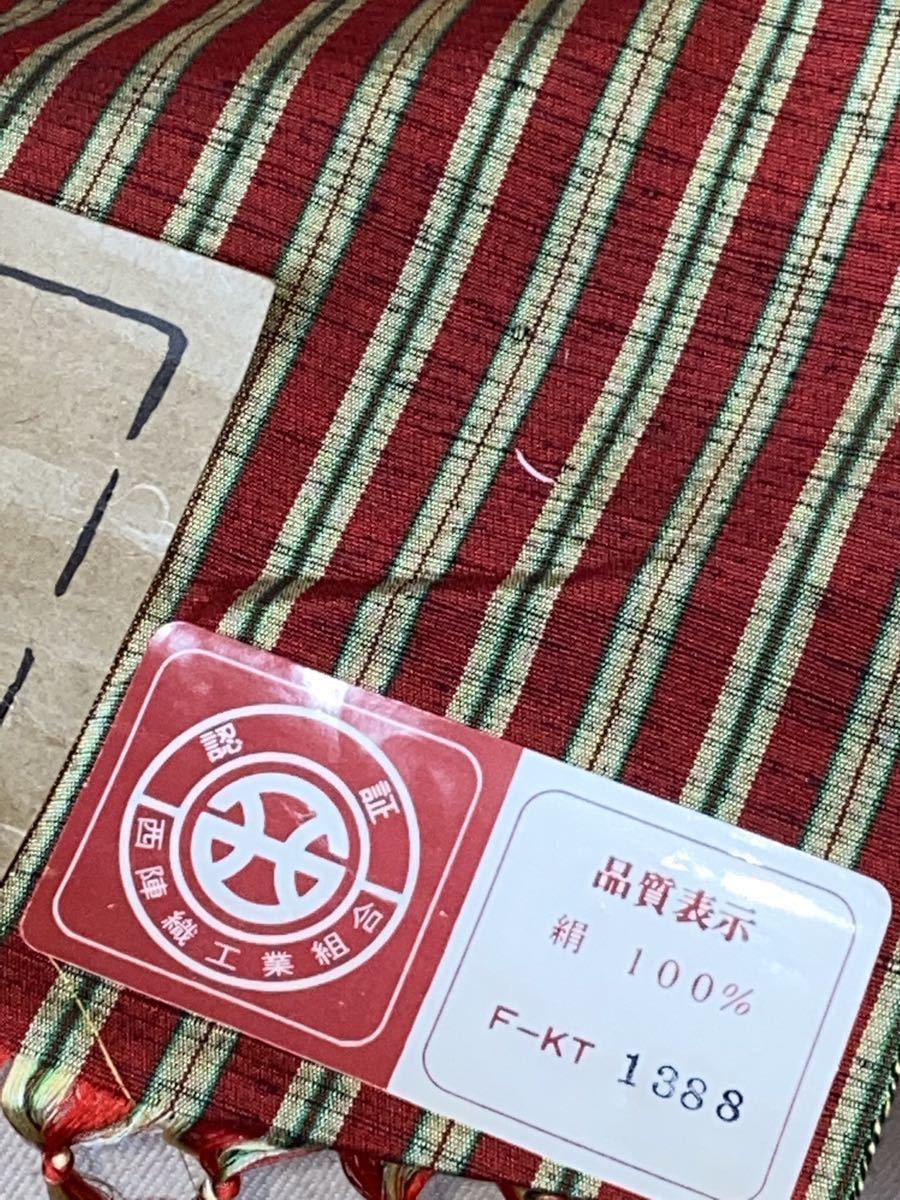 認証
西陣織工業組合
品質表示
絹 100%
F-KT 1388